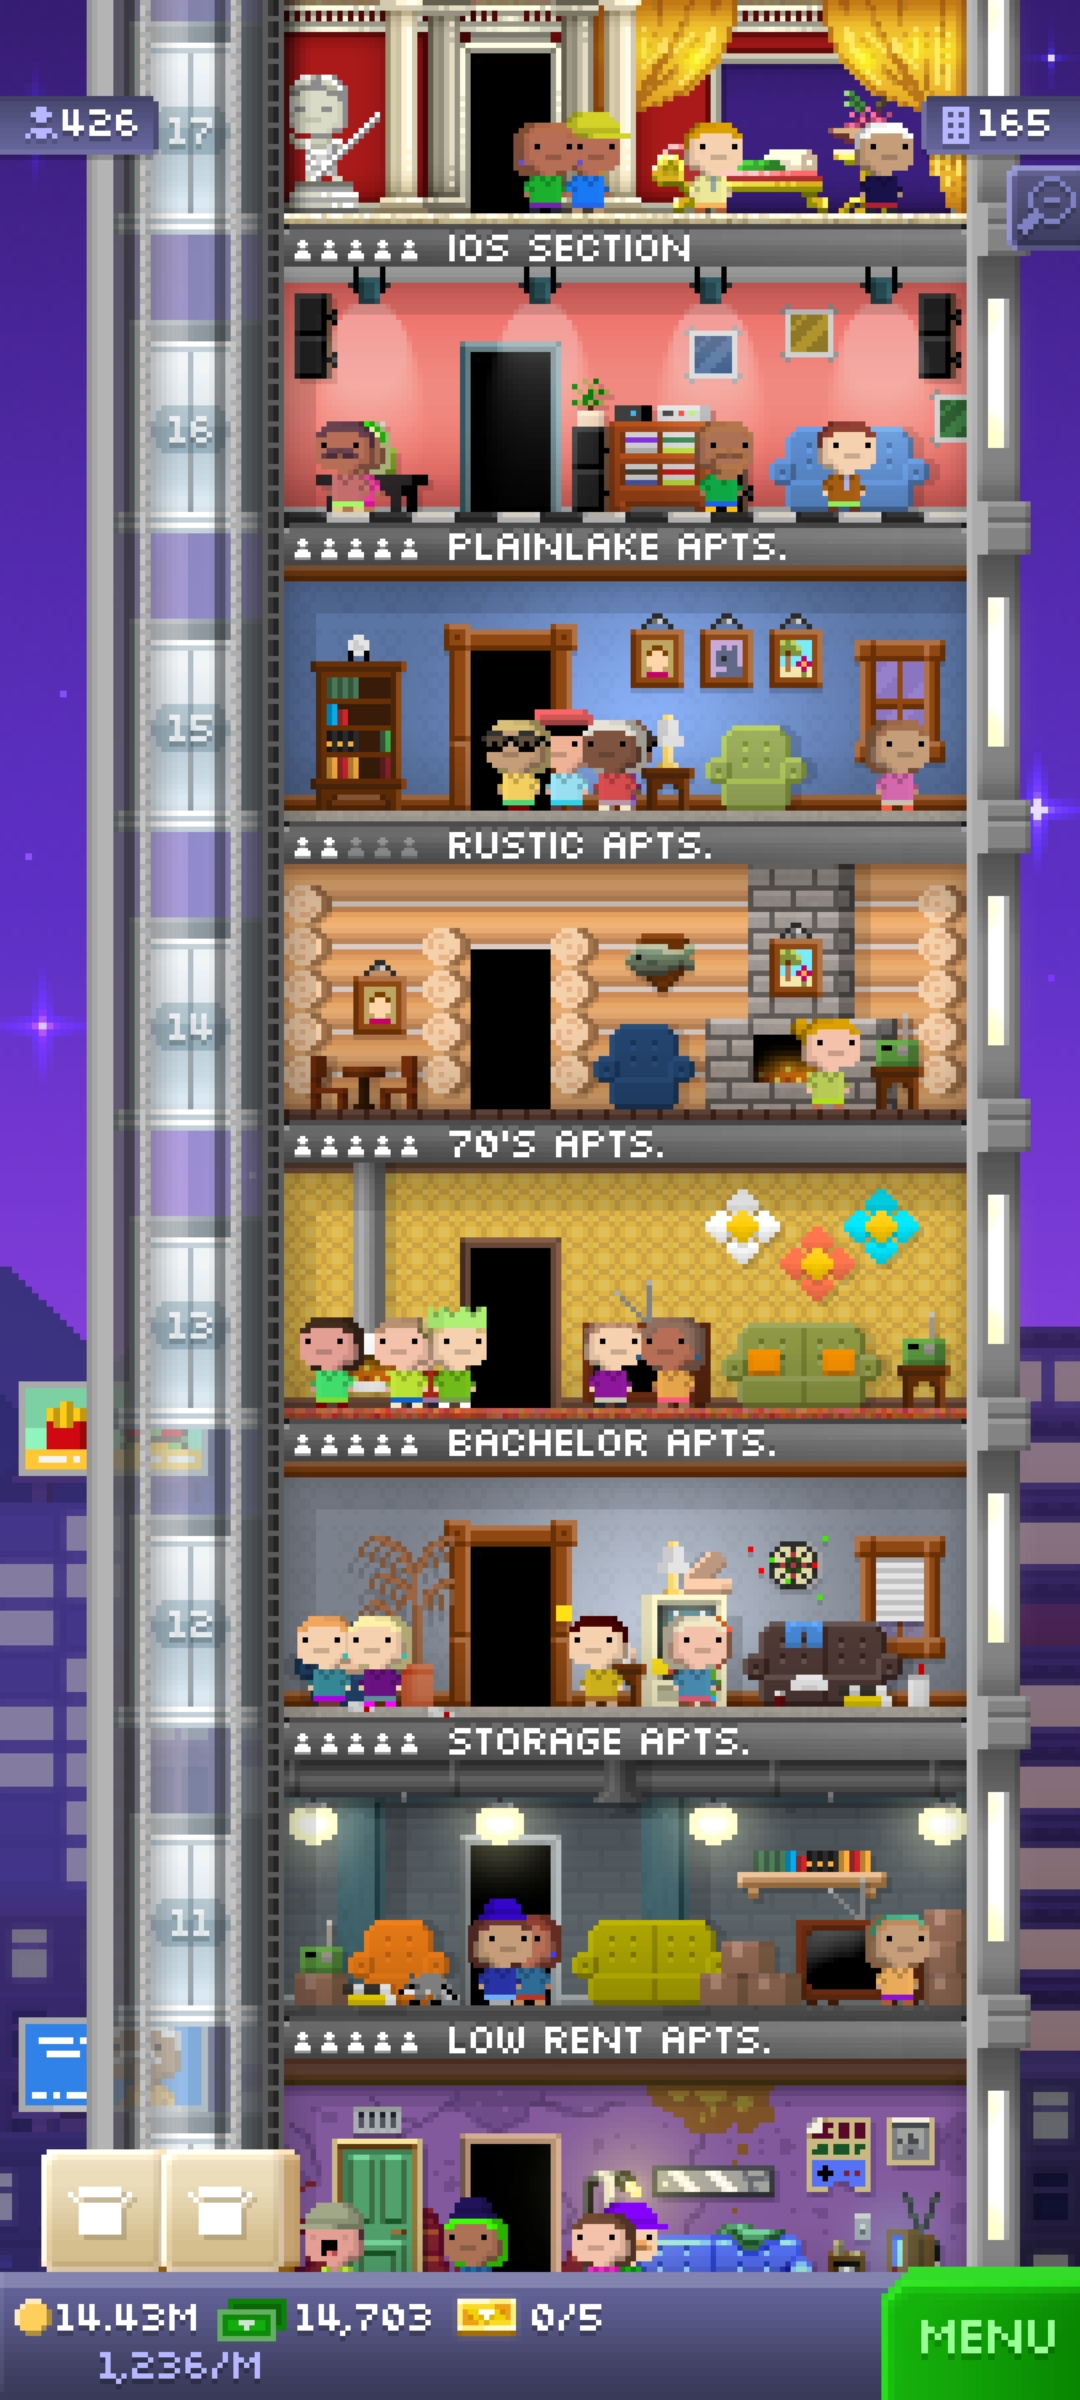 426
17
165
IOS SECTION
16
PLAINLAKE APTS.
15
RUSTIC APTS.
14
70'S APTS.
13
BACHELOR APTS.
12
STORAGE APTS.
11
LOW RENT APTS.
14.43M 14,703 0/5
1,236/M
MENU